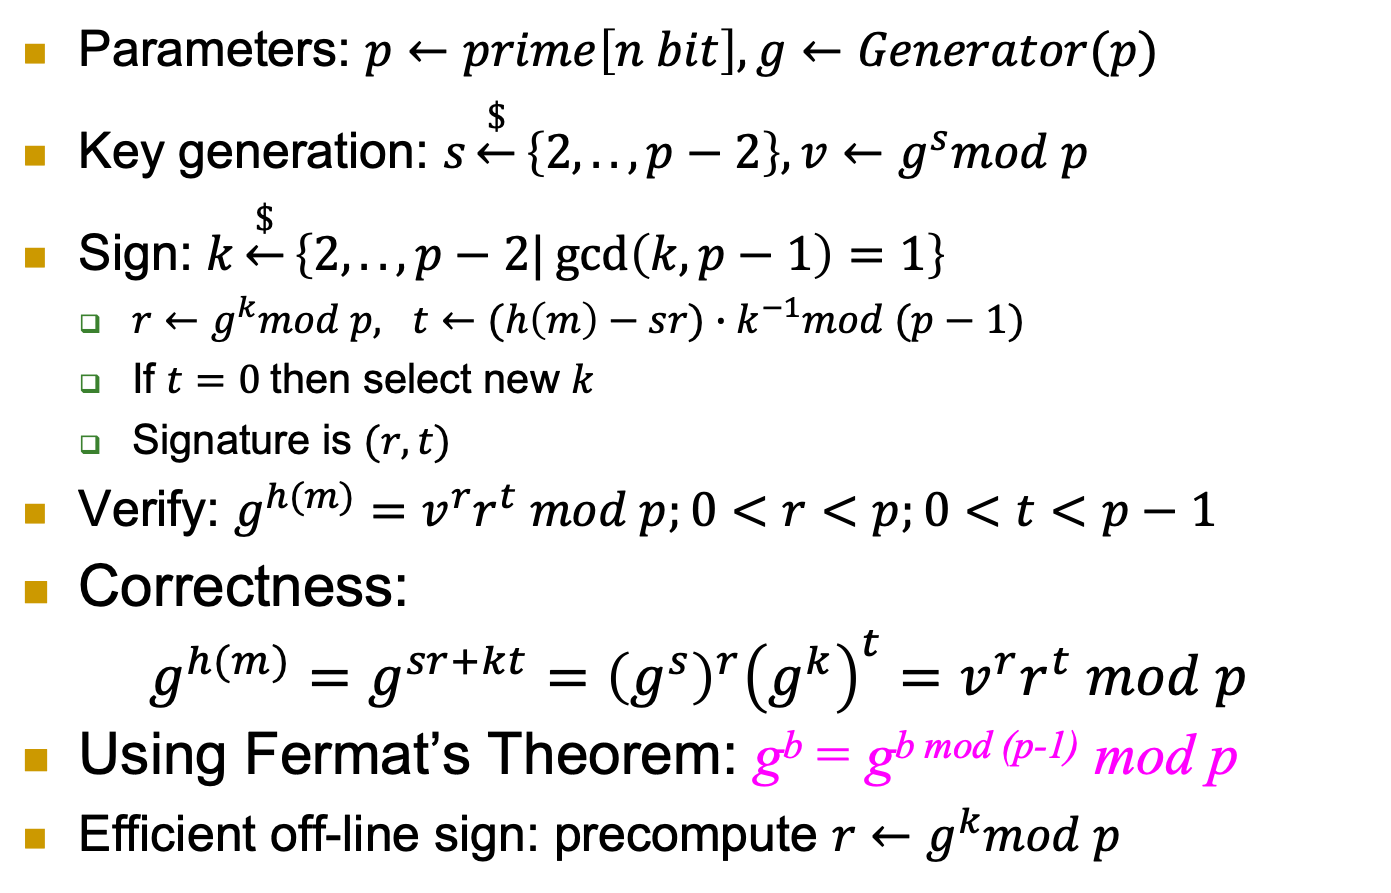 Parameters: p ← prime[n bit], g ← Generator(p)
Key generation: s ←$ {2,..,p − 2}, v ← g^s mod p
Sign: k ←$ {2,..,p − 2| gcd(k, p − 1) = 1}
r ← g^k mod p, t ← (h(m) − sr) · k^−1 mod (p − 1)
If t = 0 then select new k
Signature is (r, t)
Verify: g^h(m) = v^r r^t mod p; 0 < r < p; 0 < t < p − 1
Correctness:
g^h(m) = g^sr+kt = (g^s)^r (g^k)^t = v^r r^t mod p
Using Fermat’s Theorem: g^b = g^b mod (p-1) mod p
Efficient off-line sign: precompute r ← g^k mod p